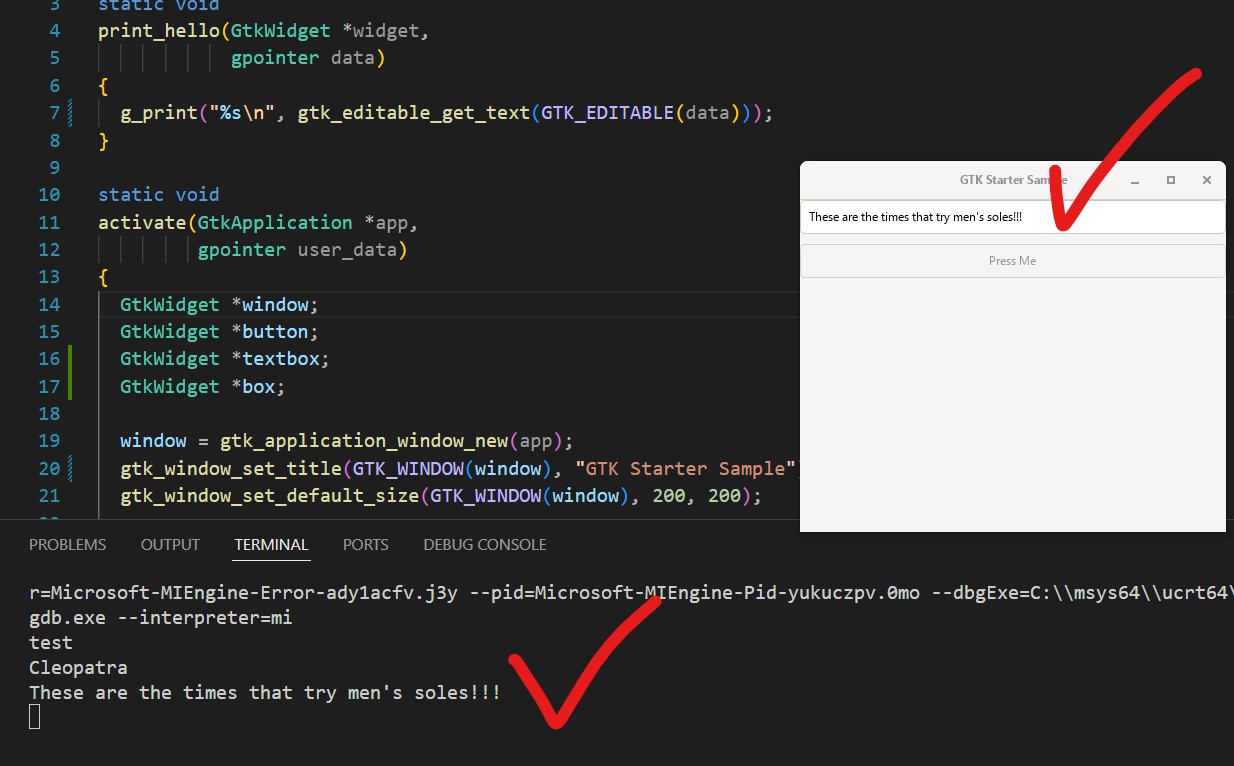 3 static void
4 print_hello(GtkWidget *widget,
5 gpointer data)
6 {
7 g_print("%s\n", gtk_editable_get_text(GTK_EDITABLE(data)));
8 }
9
10 static void
11 activate(GtkApplication *app,
12 gpointer user_data)
13 {
14 GtkWidget *window;
15 GtkWidget *button;
16 GtkWidget *textbox;
17 GtkWidget *box;
18
19 window = gtk_application_window_new(app);
20 gtk_window_set_title(GTK_WINDOW(window), "GTK Starter Sample")
21 gtk_window_set_default_size(GTK_WINDOW(window), 200, 200);
GTK Starter Sample
These are the times that try men's soles!!!
Press Me
PROBLEMS OUTPUT TERMINAL PORTS DEBUG CONSOLE
r=Microsoft-MIEngine-Error-ady1acfv.j3y --pid=Microsoft-MIEngine-Pid-yukuczpv.0mo --dbgExe=C:\\msys64\\ucrt64\
gdb.exe --interpreter=mi
test
Cleopatra
These are the times that try men's soles!!!